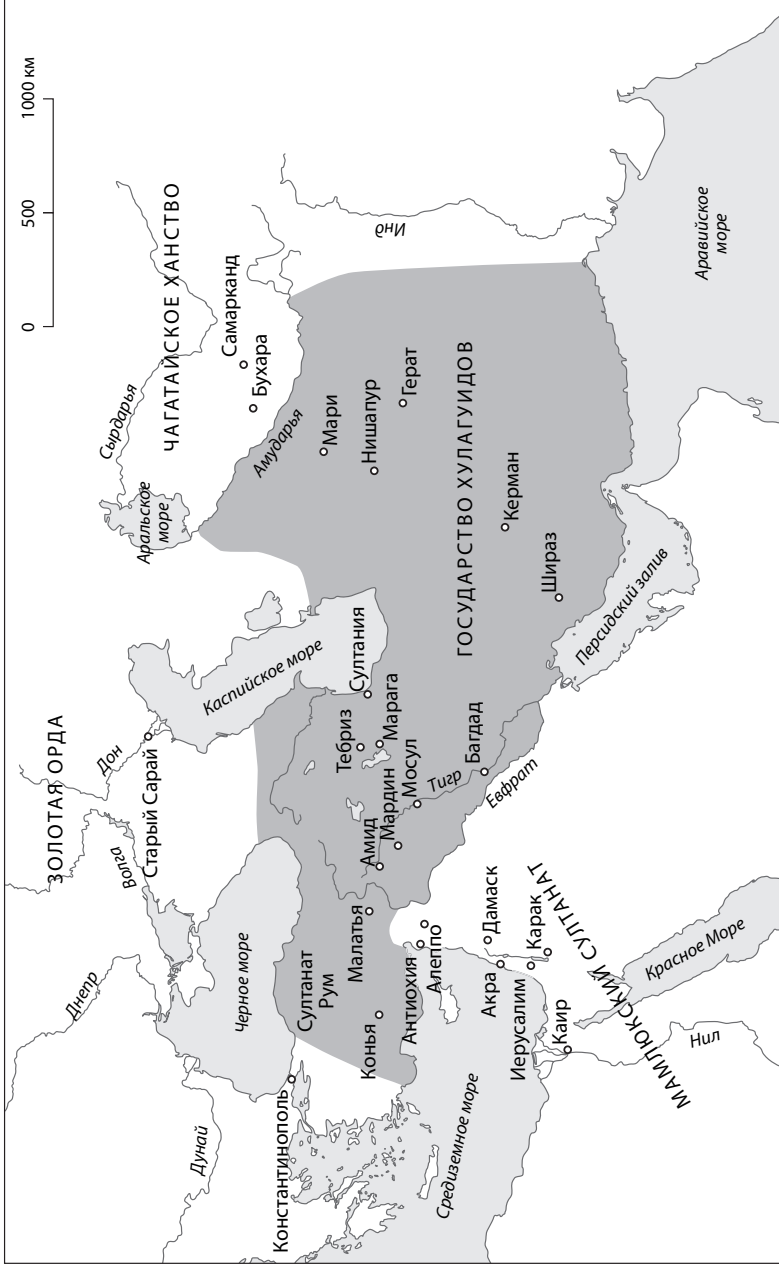 0
500
1000 км
ЗОЛОТАЯ ОРДА
ЧАГАТАЙСКОЕ ХАНСТВО
Днепр
Волга
Дон
Старый Сарай
Сырдарья
Аральское
море
Самарканд
Бухара
Дунай
Черное море
Каспийское море
Амударья
Инд
Константинополь
Султанат
Рум
Конья
Малатья
Амид
Мардин
Мосул
Тебриз
Марага
Султания
Мари
Нишапур
Герат
ГОСУДАРСТВО ХУЛАГУИДОВ
Антиохия
Алеппо
Тигр
Багдад
Евфрат
Керман
Шираз
Средиземное море
Акра
Дамаск
Иерусалим
Карак
Каир
МАМЛЮКСКИЙ СУЛТАНАТ
Персидский залив
Аравийское
море
Нил
Красное Море